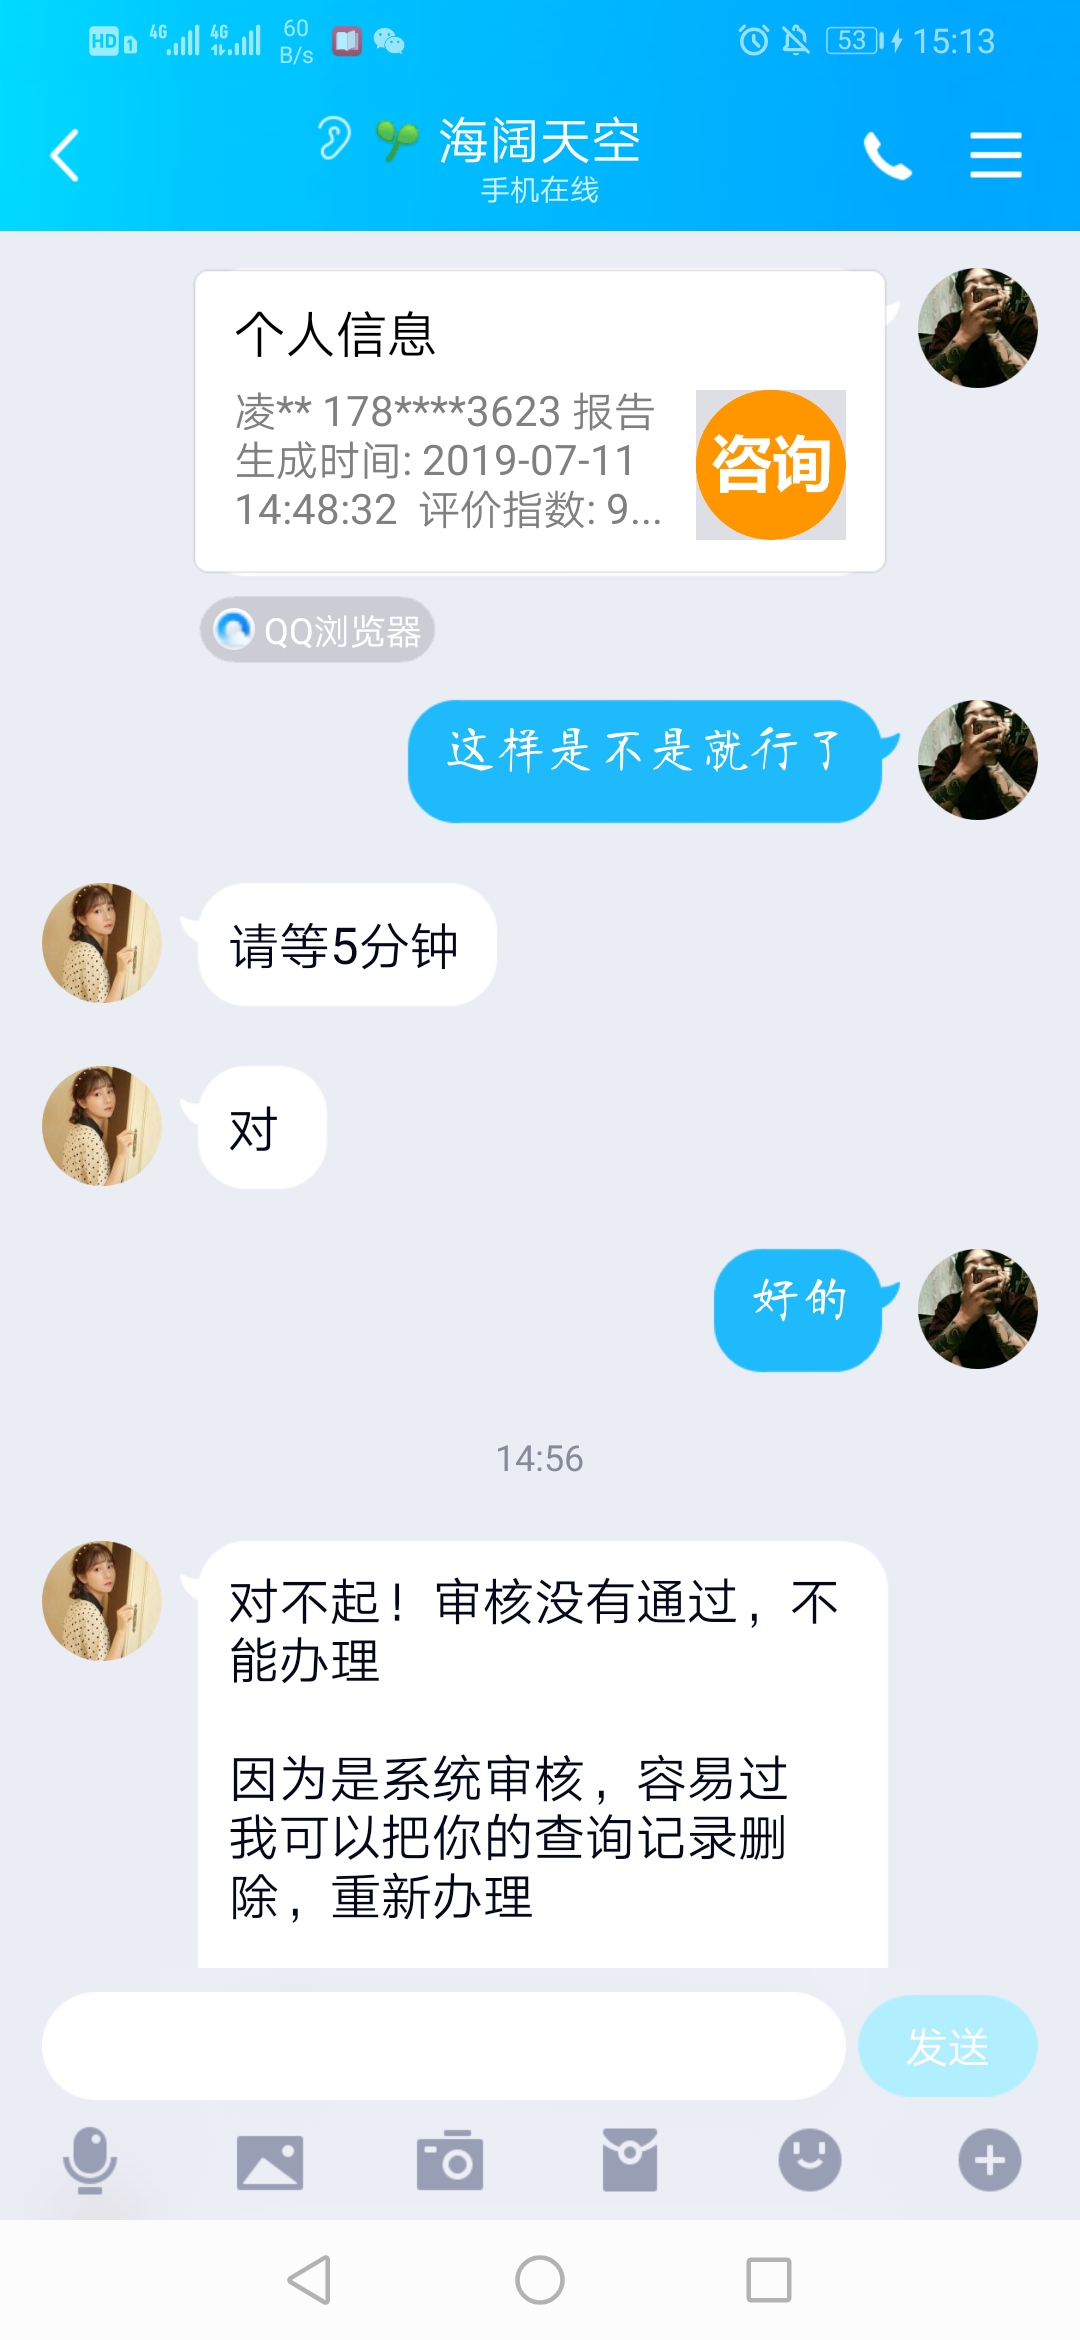 HD 1 4G 4G 60 B/s 53 15:13
海阔天空
手机在线
个人信息
凌** 178****3623 报告
生成时间: 2019-07-11
14:48:32 评价指数: 9...
咨询
QQ浏览器
这样是不是就行了
请等5分钟
对
好的
14:56
对不起！审核没有通过，不
能办理
因为是系统审核，容易过
我可以把你的查询记录删
除，重新办理
发送